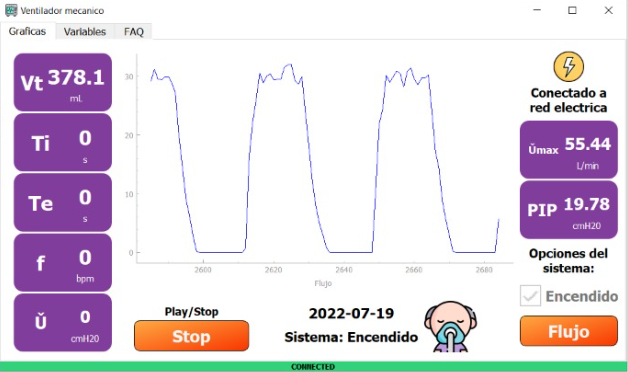 Ventilador mecanico
Graficas
Variables
FAQ
Vt 378.1
mL
Ti 0
s
Te 0
s
f 0
bpm
Ŭ 0
cmH20
30
20
10
0
2600
2620
2640
2660
2680
Flujo
Play/Stop
Stop
2022-07-19
Sistema: Encendido
Conectado a
red electrica
Ŭmax 55.44
L/min
PIP 19.78
cmH20
Opciones del
sistema:
Encendido
Flujo
CONNECTED